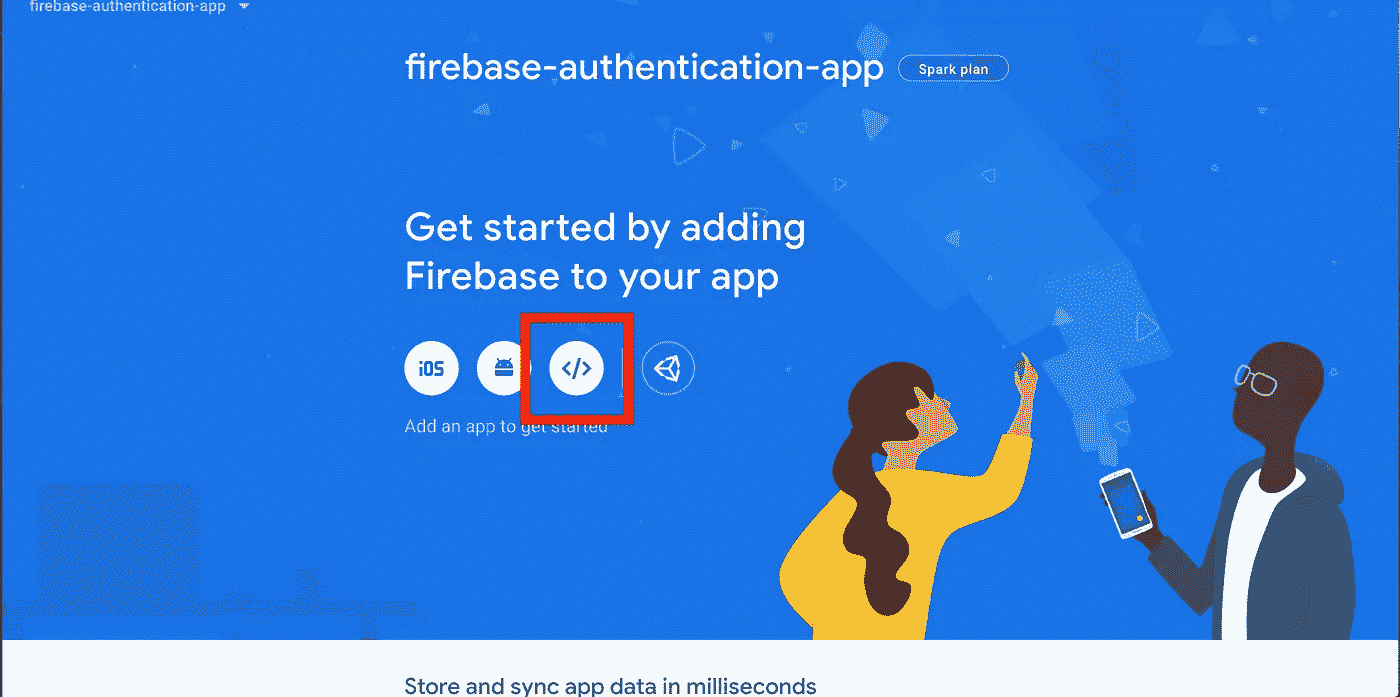 firebase-authentication-app
firebase-authentication-app Spark plan
Get started by adding
Firebase to your app
iOS </>
Add an app to get started
Store and sync app data in milliseconds